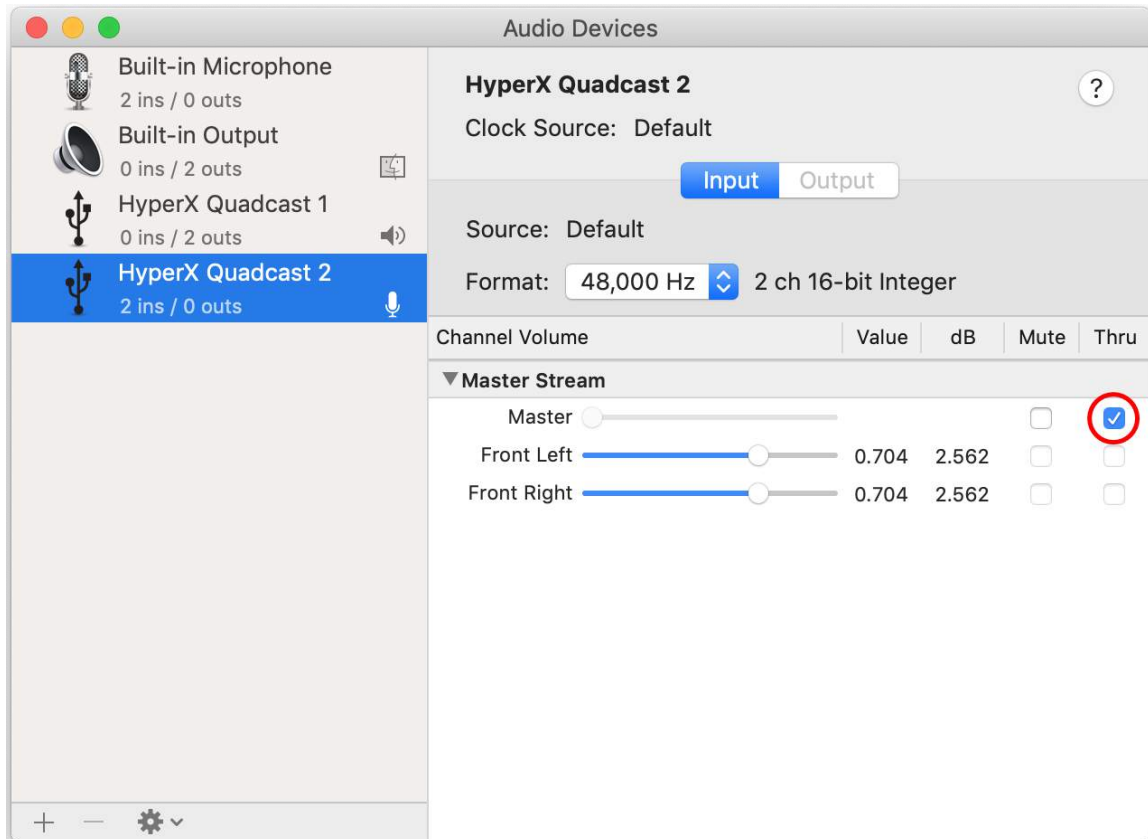 Audio Devices
Built-in Microphone
2 ins / 0 outs
Built-in Output
0 ins / 2 outs
HyperX Quadcast 1
0 ins / 2 outs
HyperX Quadcast 2
2 ins / 0 outs
HyperX Quadcast 2
?
Clock Source: Default
Input Output
Source: Default
Format: 48,000 Hz 2 ch 16-bit Integer
Channel Volume Value dB Mute Thru
Master Stream
Master
Front Left 0.704 2.562
Front Right 0.704 2.562